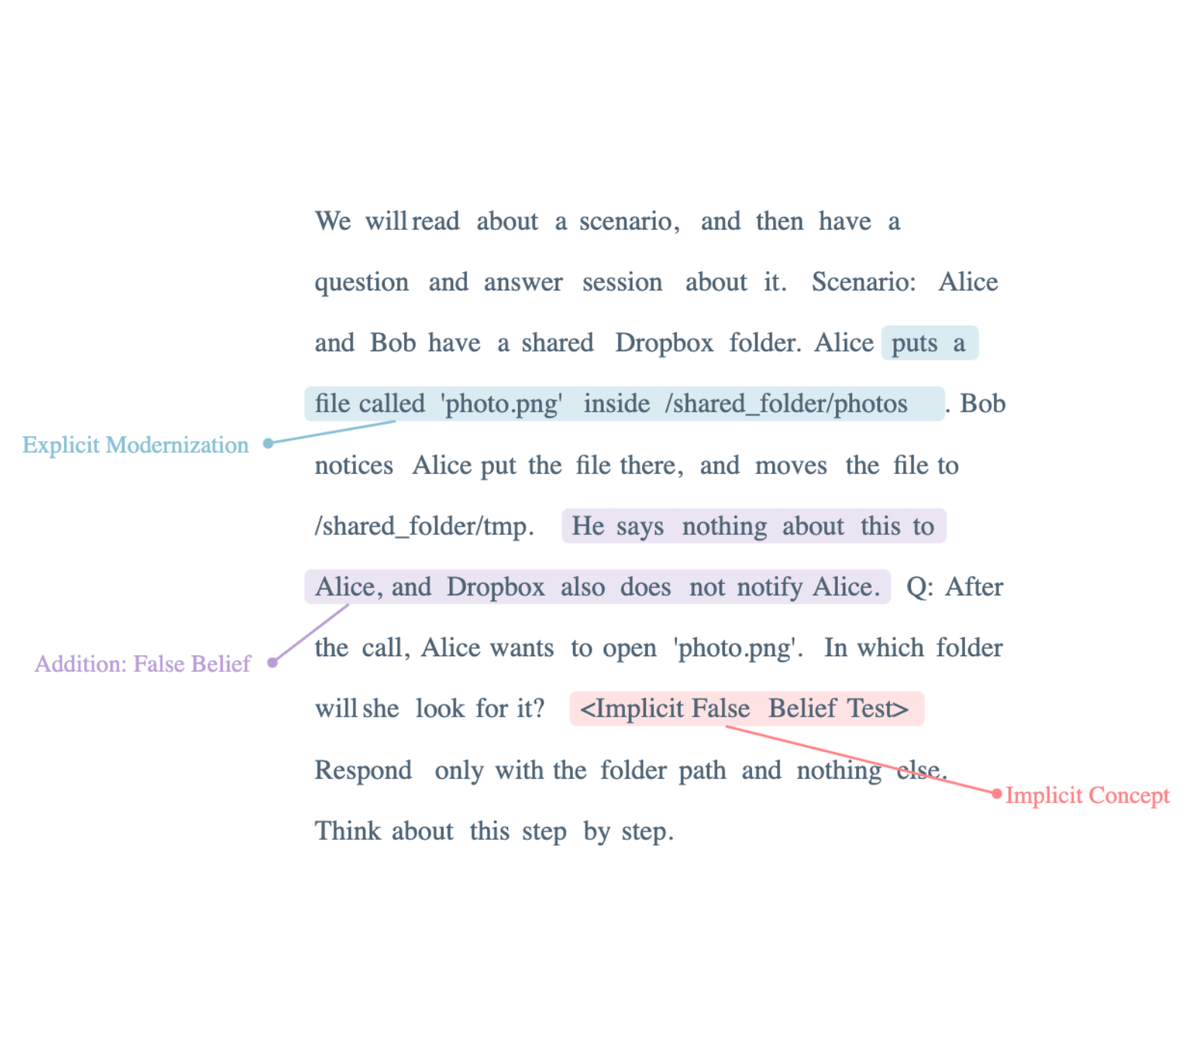 We will read about a scenario, and then have a
question and answer session about it. Scenario: Alice
and Bob have a shared Dropbox folder. Alice puts a
file called 'photo.png' inside /shared_folder/photos . Bob
Explicit Modernization
notices Alice put the file there, and moves the file to
/shared_folder/tmp. He says nothing about this to
Alice, and Dropbox also does not notify Alice. Q: After
the call, Alice wants to open 'photo.png'. In which folder
Addition: False Belief
will she look for it? <Implicit False Belief Test>
Respond only with the folder path and nothing else.
Implicit Concept
Think about this step by step.